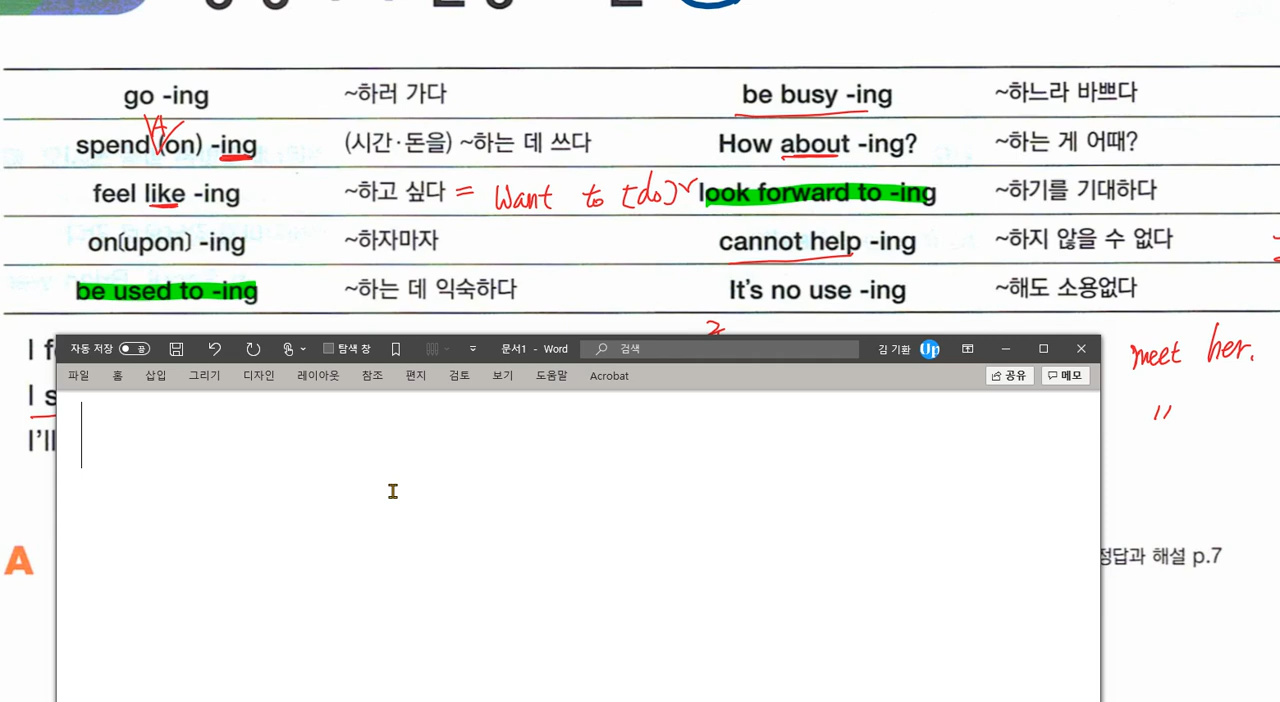 go -ing ~하러 가다 be busy -ing ~하느라 바쁘다
spend (on) -ing (시간·돈을) ~하는 데 쓰다 How about -ing? ~하는 게 어때?
feel like -ing ~하고 싶다 = want to [do] look forward to -ing ~하기를 기대하다
on(upon) -ing ~하자마자 cannot help -ing ~하지 않을 수 없다
be used to -ing ~하는 데 익숙하다 It's no use -ing ~해도 소용없다
I f
meet her.
자동 저장 끔 탐색 창 문서1 - Word 검색 김 기환 Up
파일 홈 삽입 그리기 디자인 레이아웃 참조 편지 검토 보기 도움말 Acrobat 공유 메모
I s
"
I'll
A
정답과 해설 p.7